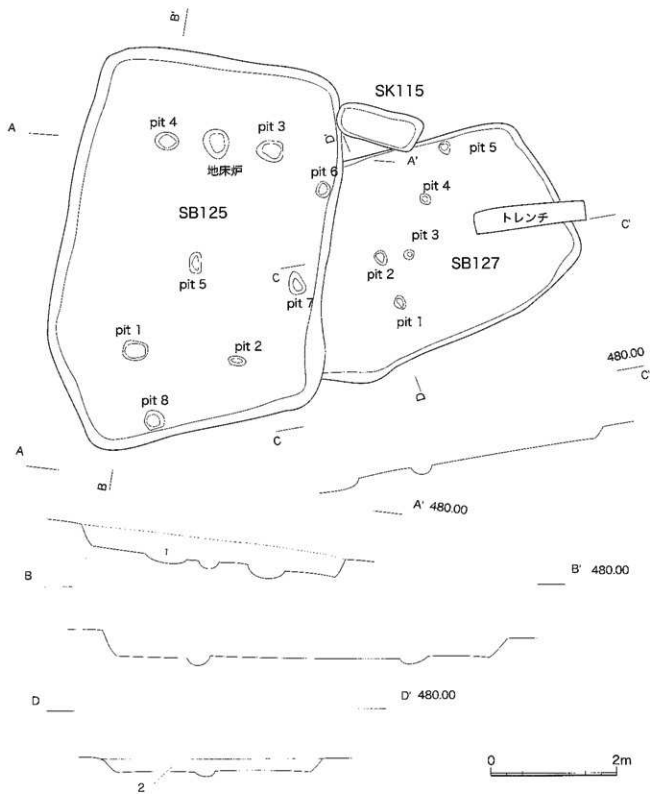 B'
SK115
A
pit 4
pit 3
D'
A'
pit 5
地床炉
pit 6
pit 4
SB125
トレンチ
C'
pit 3
pit 5
C
pit 2
SB127
pit 7
pit 1
pit 1
pit 2
480.00
C'
pit 8
D
C
A
B
A' 480.00
1
B
B' 480.00
D
D' 480.00
2
0
2m